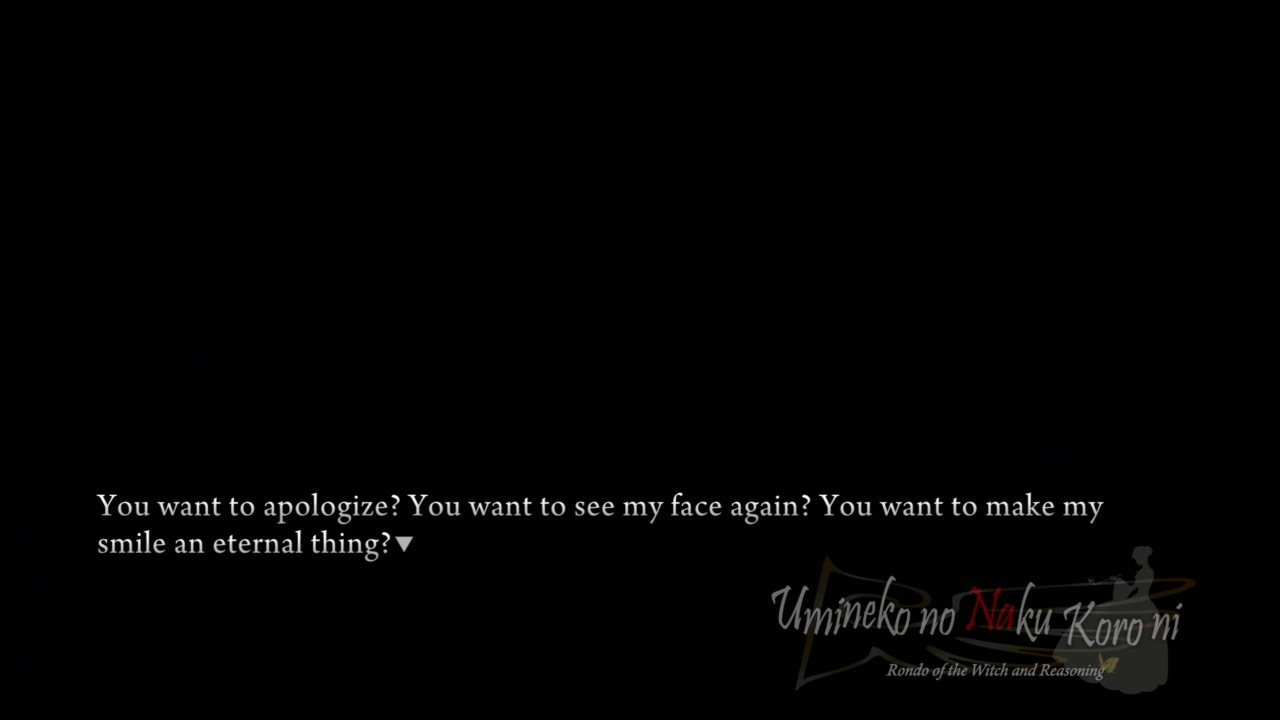 You want to apologize? You want to see my face again? You want to make my
smile an eternal thing?▼
Umineko no Naku Koro ni
Rondo of the Witch and Reasoning